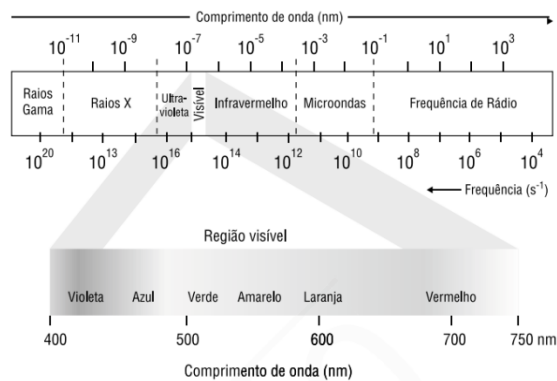 Comprimento de onda (nm)
10⁻¹¹ 10⁻⁹ 10⁻⁷ 10⁻⁵ 10⁻³ 10⁻¹ 10¹ 10³
Raios Gama Raios X Ultra-violeta Visível Infravermelho Microondas Frequência de Rádio
10²⁰ 10¹³ 10¹⁶ 10¹⁴ 10¹² 10¹⁰ 10⁸ 10⁶ 10⁴
Frequência (s⁻¹)
Região visível
Violeta Azul Verde Amarelo Laranja Vermelho
400 500 600 700 750 nm
Comprimento de onda (nm)